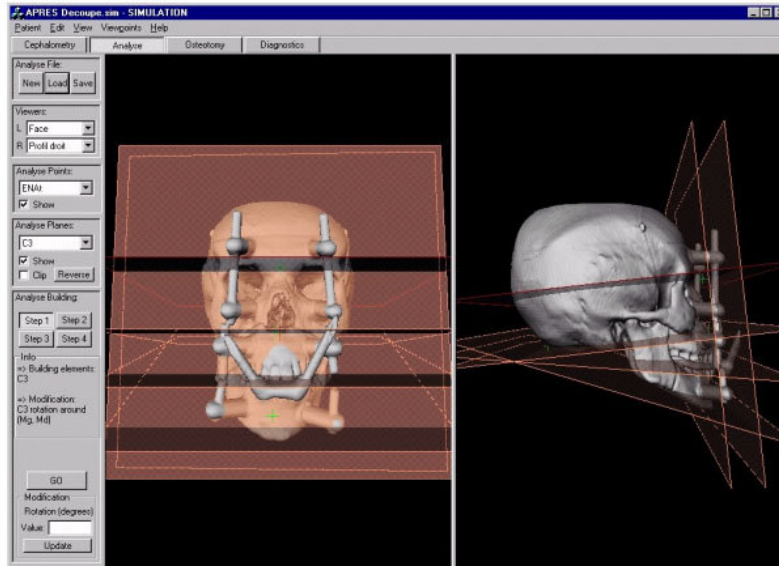 APRES Decoupe.sim - SIMULATION
Patient Edit View Viewpoints Help
Cephalometry Analyse Osteotomy Diagnostics
Analyse File:
New Load Save
Viewers:
L Face
R Profil droit
Analyse Points:
ENAt
Show
Analyse Planes:
C3
Show
Clip Reverse
Analyse Building:
Step 1 Step 2
Step 3 Step 4
Info
=> Building elements:
C3
=> Modification:
C3 rotation around
(Mg, Md)
GO
Modification
Rotation (degrees)
Value:
Update